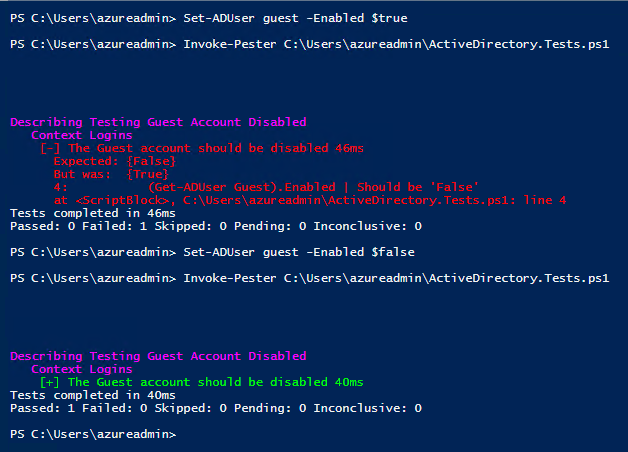 PS C:\Users\azureadmin> Set-ADUser guest -Enabled $true
PS C:\Users\azureadmin> Invoke-Pester C:\Users\azureadmin\ActiveDirectory.Tests.ps1
Describing Testing Guest Account Disabled
Context Logins
[-] The Guest account should be disabled 46ms
Expected: {False}
But was: {True}
4: (Get-ADUser Guest).Enabled | Should be 'False'
at <ScriptBlock>, C:\Users\azureadmin\ActiveDirectory.Tests.ps1: line 4
Tests completed in 46ms
Passed: 0 Failed: 1 Skipped: 0 Pending: 0 Inconclusive: 0
PS C:\Users\azureadmin> Set-ADUser guest -Enabled $false
PS C:\Users\azureadmin> Invoke-Pester C:\Users\azureadmin\ActiveDirectory.Tests.ps1
Describing Testing Guest Account Disabled
Context Logins
[+] The Guest account should be disabled 40ms
Tests completed in 40ms
Passed: 1 Failed: 0 Skipped: 0 Pending: 0 Inconclusive: 0
PS C:\Users\azureadmin>